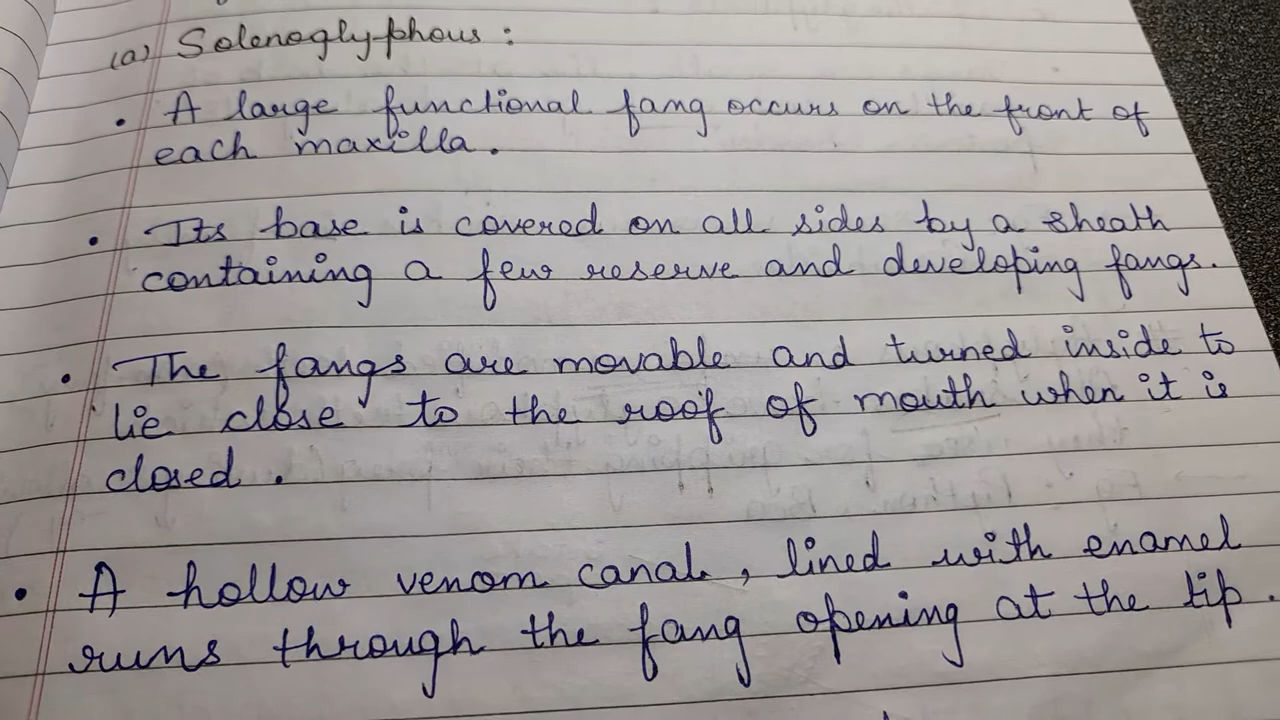 (a) Solenoglyphous :
• A large functional fang occurs on the front of
each maxilla.
• Its base is covered on all sides by a sheath
containing a few reserve and developing fangs.
• The fangs are movable and turned inside to
lie close to the roof of mouth when it is
closed.
• A hollow venom canal, lined with enamel
runs through the fang opening at the tip.